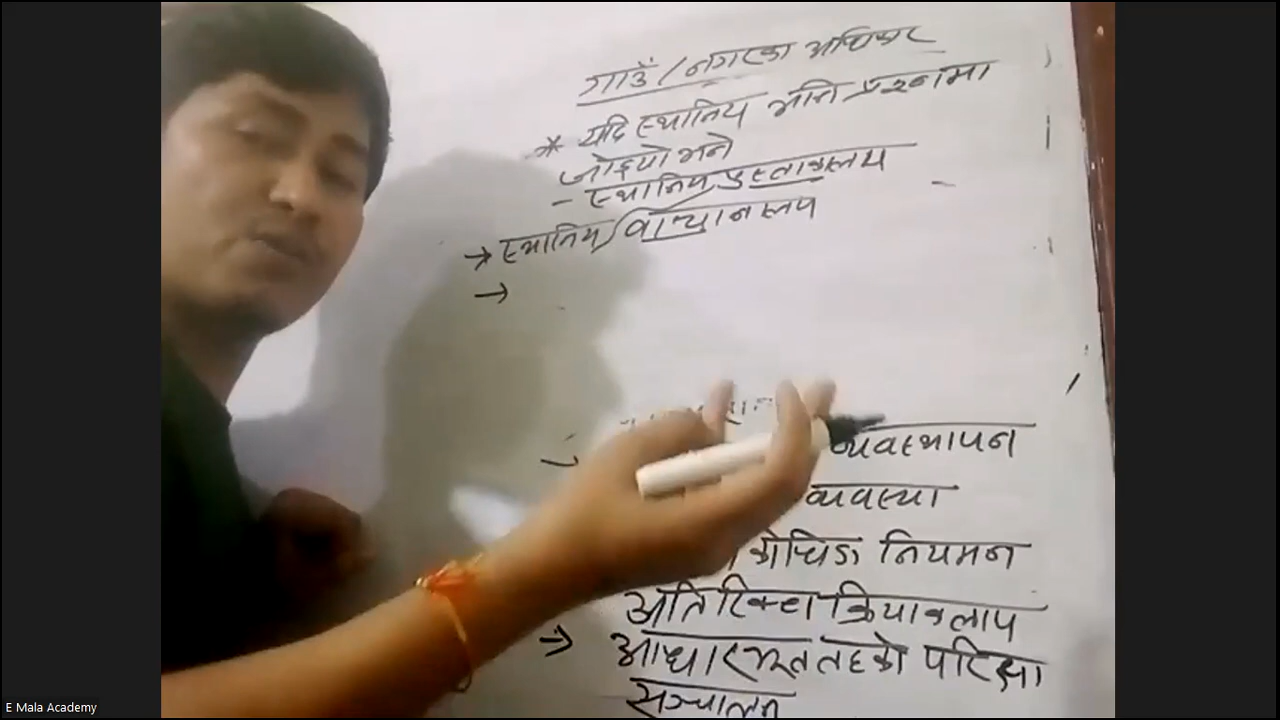 गाउँ / नगरका अधिकार
* यदि स्थानिय भनि प्रश्नमा
सोध्यो भने
- स्थानिय पुस्तकालय
→ स्थानिय वाचनालय
→
व्यवस्थापन
व्यवस्था
नियमन
अतिरिक्त क्रियाकलाप
→ आधारभूत तहको परिक्षा
सञ्चालन
E Mala Academy